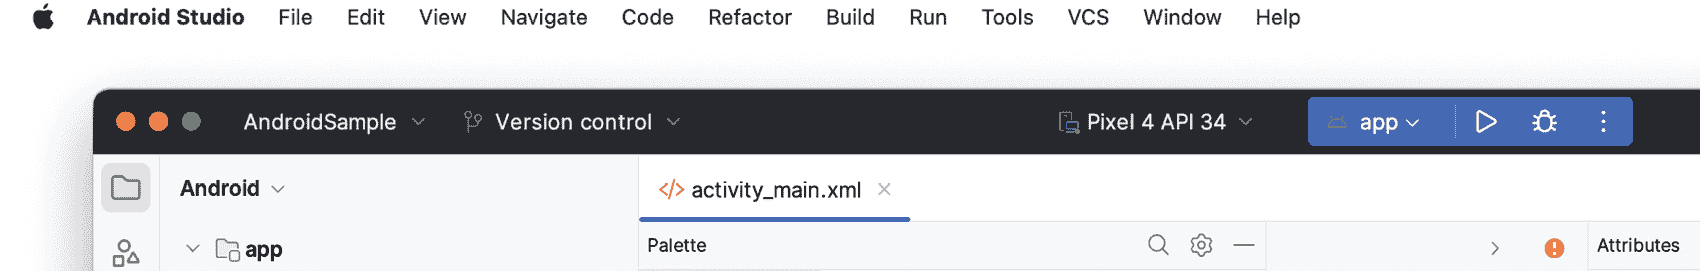 Android Studio File Edit View Navigate Code Refactor Build Run Tools VCS Window Help
AndroidSample Version control Pixel 4 API 34 app
Android activity_main.xml
app Palette Attributes